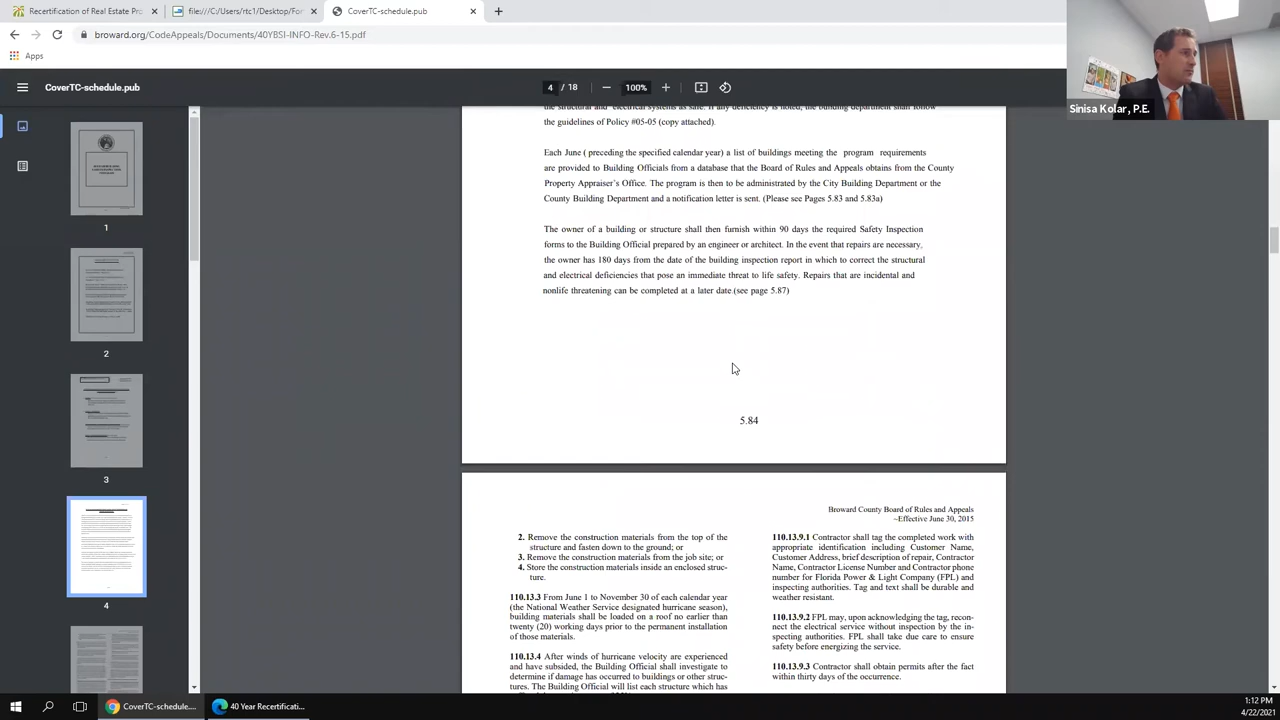 Recertification of Real Estate Pro
file:///C:/Users/rtc1/Desktop/For
CoverTC-schedule.pub
broward.org/CodeAppeals/Documents/40YBSI-INFO-Rev.6-15.pdf
Apps
CoverTC-schedule.pub
4 / 18
100%
Sinisa Kolar, P.E.
1
2
3
4
the structural and electrical systems as safe. If any deficiency is noted, the building department shall follow
the guidelines of Policy #05-05 (copy attached).
Each June ( preceding the specified calendar year) a list of buildings meeting the program requirements
are provided to Building Officials from a database that the Board of Rules and Appeals obtains from the County
Property Appraiser's Office. The program is then to be administrated by the City Building Department or the
County Building Department and a notification letter is sent. (Please see Pages 5.83 and 5.83a)
The owner of a building or structure shall then furnish within 90 days the required Safety Inspection
forms to the Building Official prepared by an engineer or architect. In the event that repairs are necessary,
the owner has 180 days from the date of the building inspection report in which to correct the structural
and electrical deficiencies that pose an immediate threat to life safety. Repairs that are incidental and
nonlife threatening can be completed at a later date.(see page 5.87)
5.84
Broward County Board of Rules and Appeals
~Effective June 30, 2015
2. Remove the construction materials from the top of the
structure and fasten down to the ground; or
3. Remove the construction materials from the job site; or
4. Store the construction materials inside an enclosed struc-
ture.
110.13.3 From June 1 to November 30 of each calendar year
(the National Weather Service designated hurricane season),
building materials shall be loaded on a roof no earlier than
twenty (20) working days prior to the permanent installation
of those materials.
110.13.4 After winds of hurricane velocity are experienced
and have subsided, the Building Official shall investigate to
determine if damage has occurred to buildings or other struc-
tures. The Building Official will list each structure which has
110.13.9.1 Contractor shall tag the completed work with
appropriate identification including Customer Name,
Customer Address, brief description of repair, Contractor
Name, Contractor License Number and Contractor phone
number for Florida Power & Light Company (FPL) and
inspecting authorities. Tag and text shall be durable and
weather resistant.
110.13.9.2 FPL may, upon acknowledging the tag, recon-
nect the electrical service without inspection by the in-
specting authorities. FPL shall take due care to ensure
safety before energizing the service.
110.13.9.3 Contractor shall obtain permits after the fact
within thirty days of the occurrence.
CoverTC-schedule....
40 Year Recertificati...
1:12 PM
4/22/2021